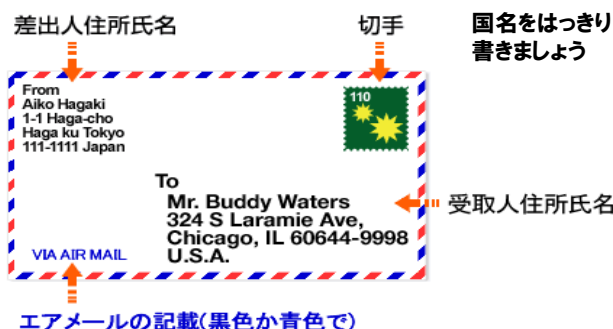 差出人住所氏名
切手
国名をはっきり
書きましょう
From
Aiko Hagaki
1-1 Haga-cho
Haga ku Tokyo
111-1111 Japan
110
To
Mr. Buddy Waters
324 S Laramie Ave,
Chicago, IL 60644-9998
U.S.A.
受取人住所氏名
VIA AIR MAIL
エアメールの記載(黒色か青色で)